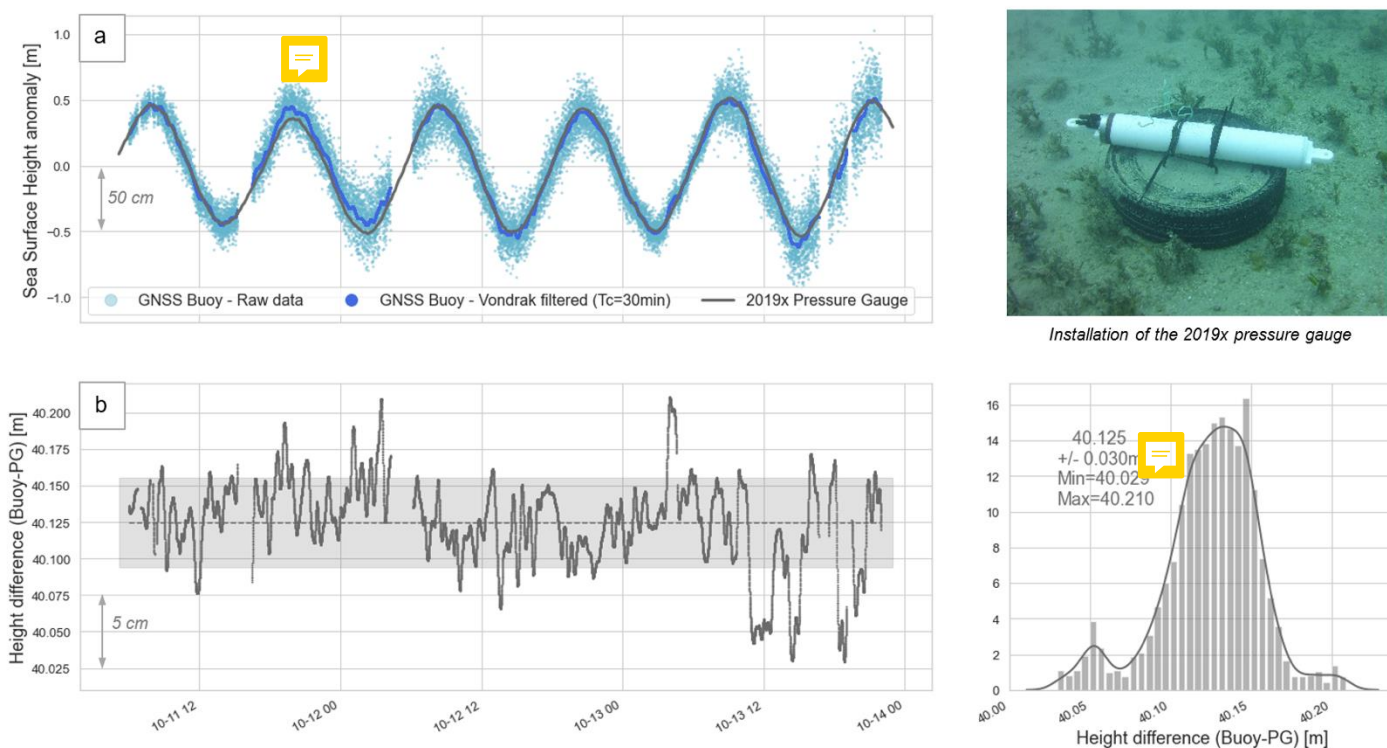 a
Sea Surface Height anomaly [m]
1.0
0.5
0.0
−0.5
−1.0
50 cm
GNSS Buoy - Raw data
GNSS Buoy - Vondrak filtered (Tc=30min)
2019x Pressure Gauge
Installation of the 2019x pressure gauge
b
Height difference (Buoy-PG) [m]
40.200
40.175
40.150
40.125
40.100
40.075
40.050
40.025
5 cm
10-11 12
10-12 00
10-12 12
10-13 00
10-13 12
10-14 00
16
14
12
10
8
6
4
2
0
40.125
+/- 0.030m
Min=40.029
Max=40.210
40.00
40.05
40.10
40.15
40.20
Height difference (Buoy-PG) [m]